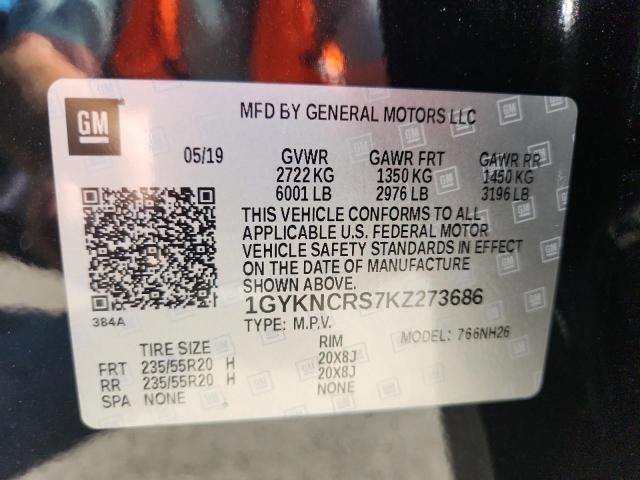 GM
MFD BY GENERAL MOTORS LLC
05/19 GVWR GAWR FRT GAWR RR
2722 KG 1350 KG 1450 KG
6001 LB 2976 LB 3196 LB
THIS VEHICLE CONFORMS TO ALL
APPLICABLE U.S. FEDERAL MOTOR
VEHICLE SAFETY STANDARDS IN EFFECT
ON THE DATE OF MANUFACTURE
SHOWN ABOVE.
384A 1GYKNCRS7KZ273686
TYPE: M.P.V. MODEL: 766NH26
TIRE SIZE RIM
FRT 235/55R20 H 20X8J
RR 235/55R20 H 20X8J
SPA NONE NONE